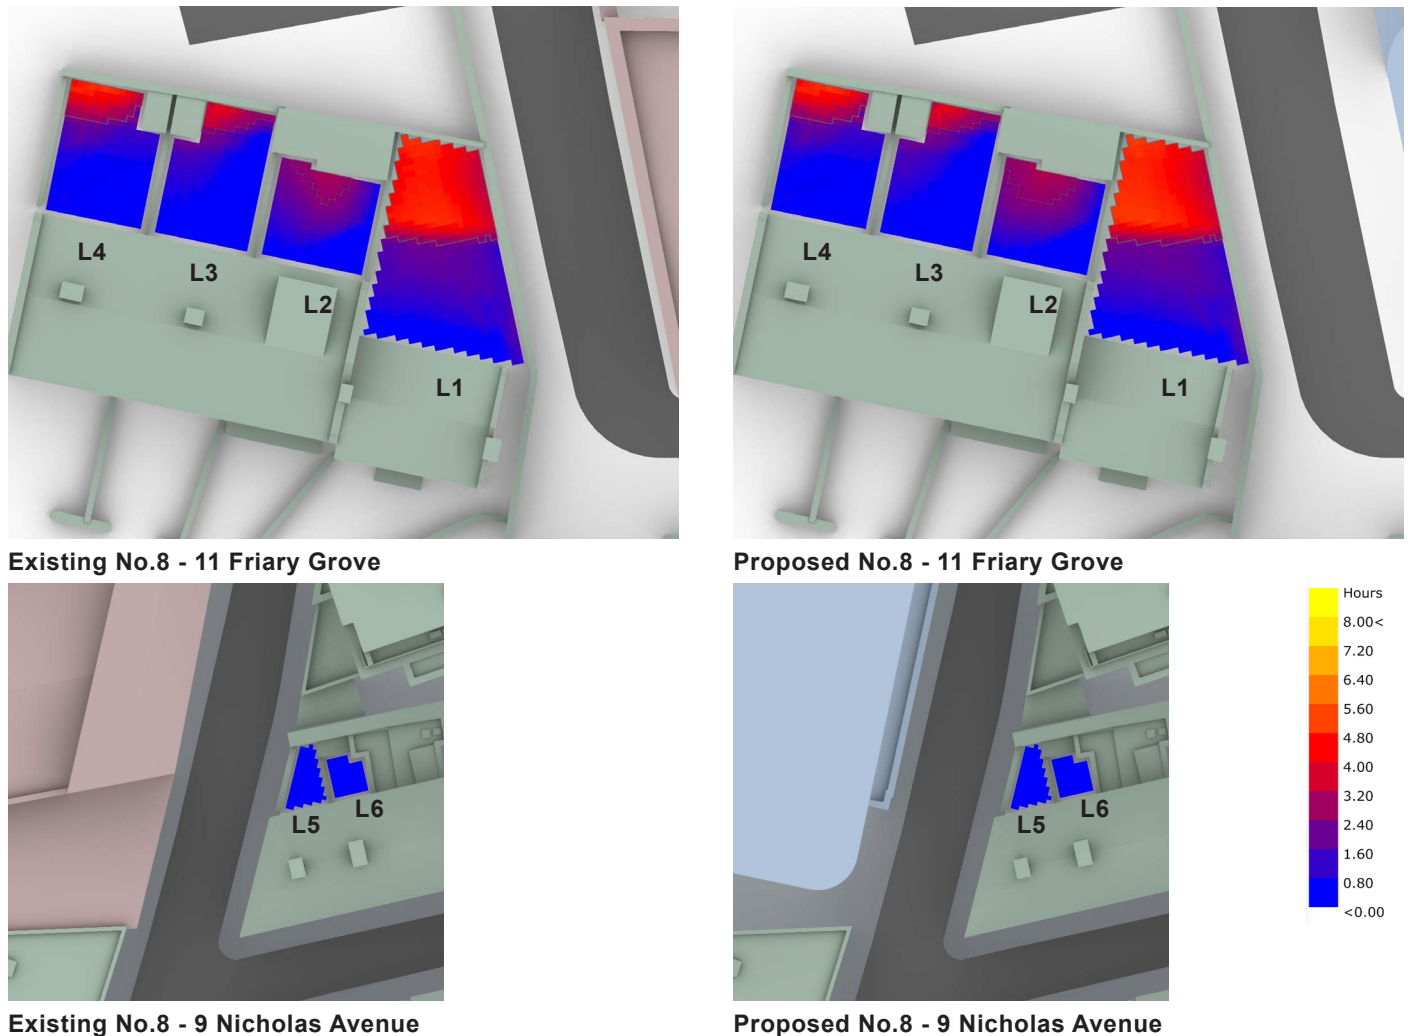 L4
L3
L2
L1
L4
L3
L2
L1
Existing No.8 - 11 Friary Grove
Proposed No.8 - 11 Friary Grove
L5
L6
L5
L6
Hours
8.00<
7.20
6.40
5.60
4.80
4.00
3.20
2.40
1.60
0.80
<0.00
Existing No.8 - 9 Nicholas Avenue
Proposed No.8 - 9 Nicholas Avenue